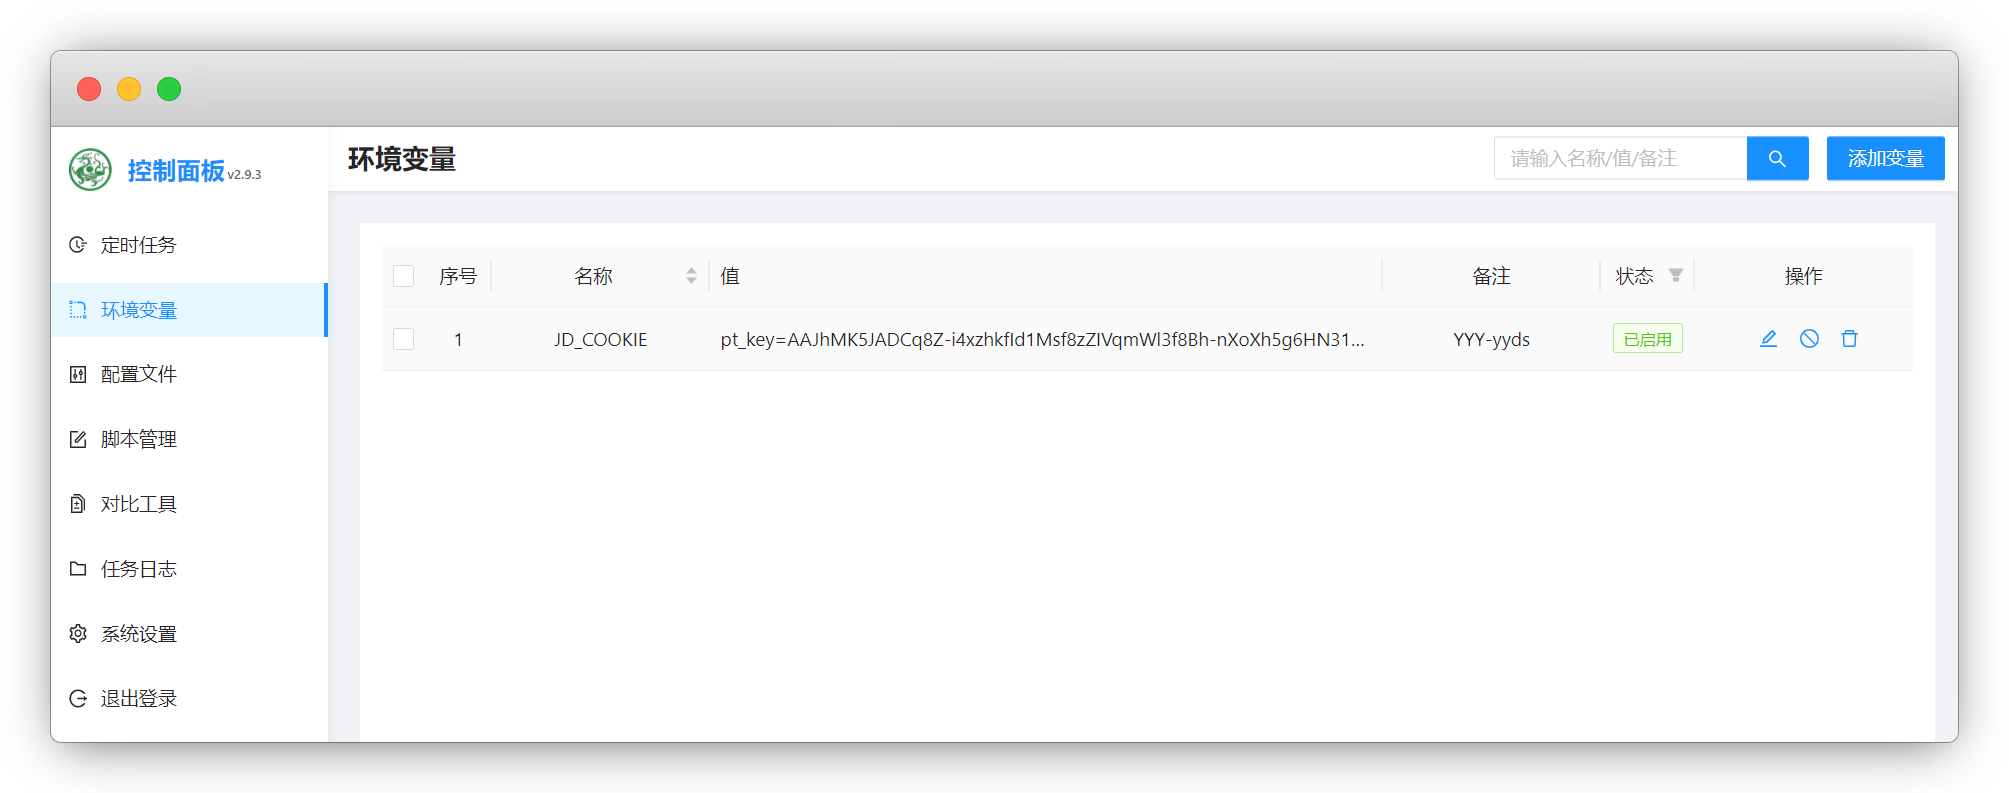 控制面板 v2.9.3
定时任务
环境变量
配置文件
脚本管理
对比工具
任务日志
系统设置
退出登录
环境变量
请输入名称/值/备注
添加变量
序号 名称 值 备注 状态 操作
1 JD_COOKIE pt_key=AAJhMK5JADCq8Z-i4xzhkfId1Msf8zZIVqmWl3f8Bh-nXoXh5g6HN31... YYY-yyds 已启用